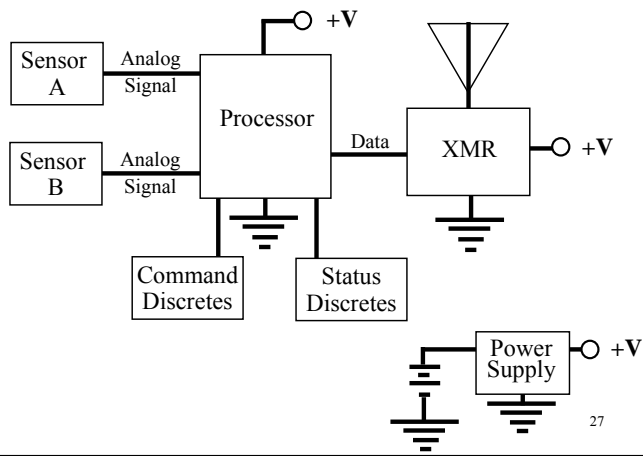 +V
Sensor
A
Analog
Signal
Processor
Data
XMR
+V
Sensor
B
Analog
Signal
Command
Discretes
Status
Discretes
Power
Supply
+V
27